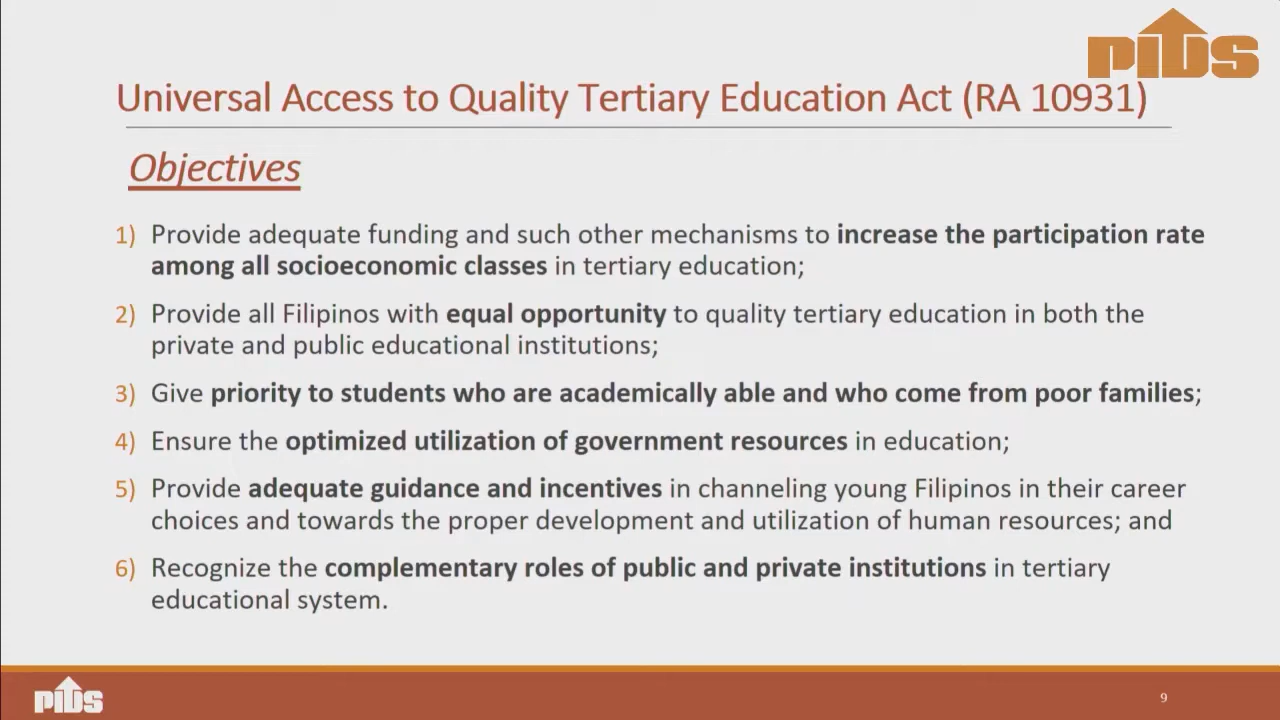 PIDS
Universal Access to Quality Tertiary Education Act (RA 10931)
Objectives
1) Provide adequate funding and such other mechanisms to increase the participation rate
among all socioeconomic classes in tertiary education;
2) Provide all Filipinos with equal opportunity to quality tertiary education in both the
private and public educational institutions;
3) Give priority to students who are academically able and who come from poor families;
4) Ensure the optimized utilization of government resources in education;
5) Provide adequate guidance and incentives in channeling young Filipinos in their career
choices and towards the proper development and utilization of human resources; and
6) Recognize the complementary roles of public and private institutions in tertiary
educational system.
PIDS
9